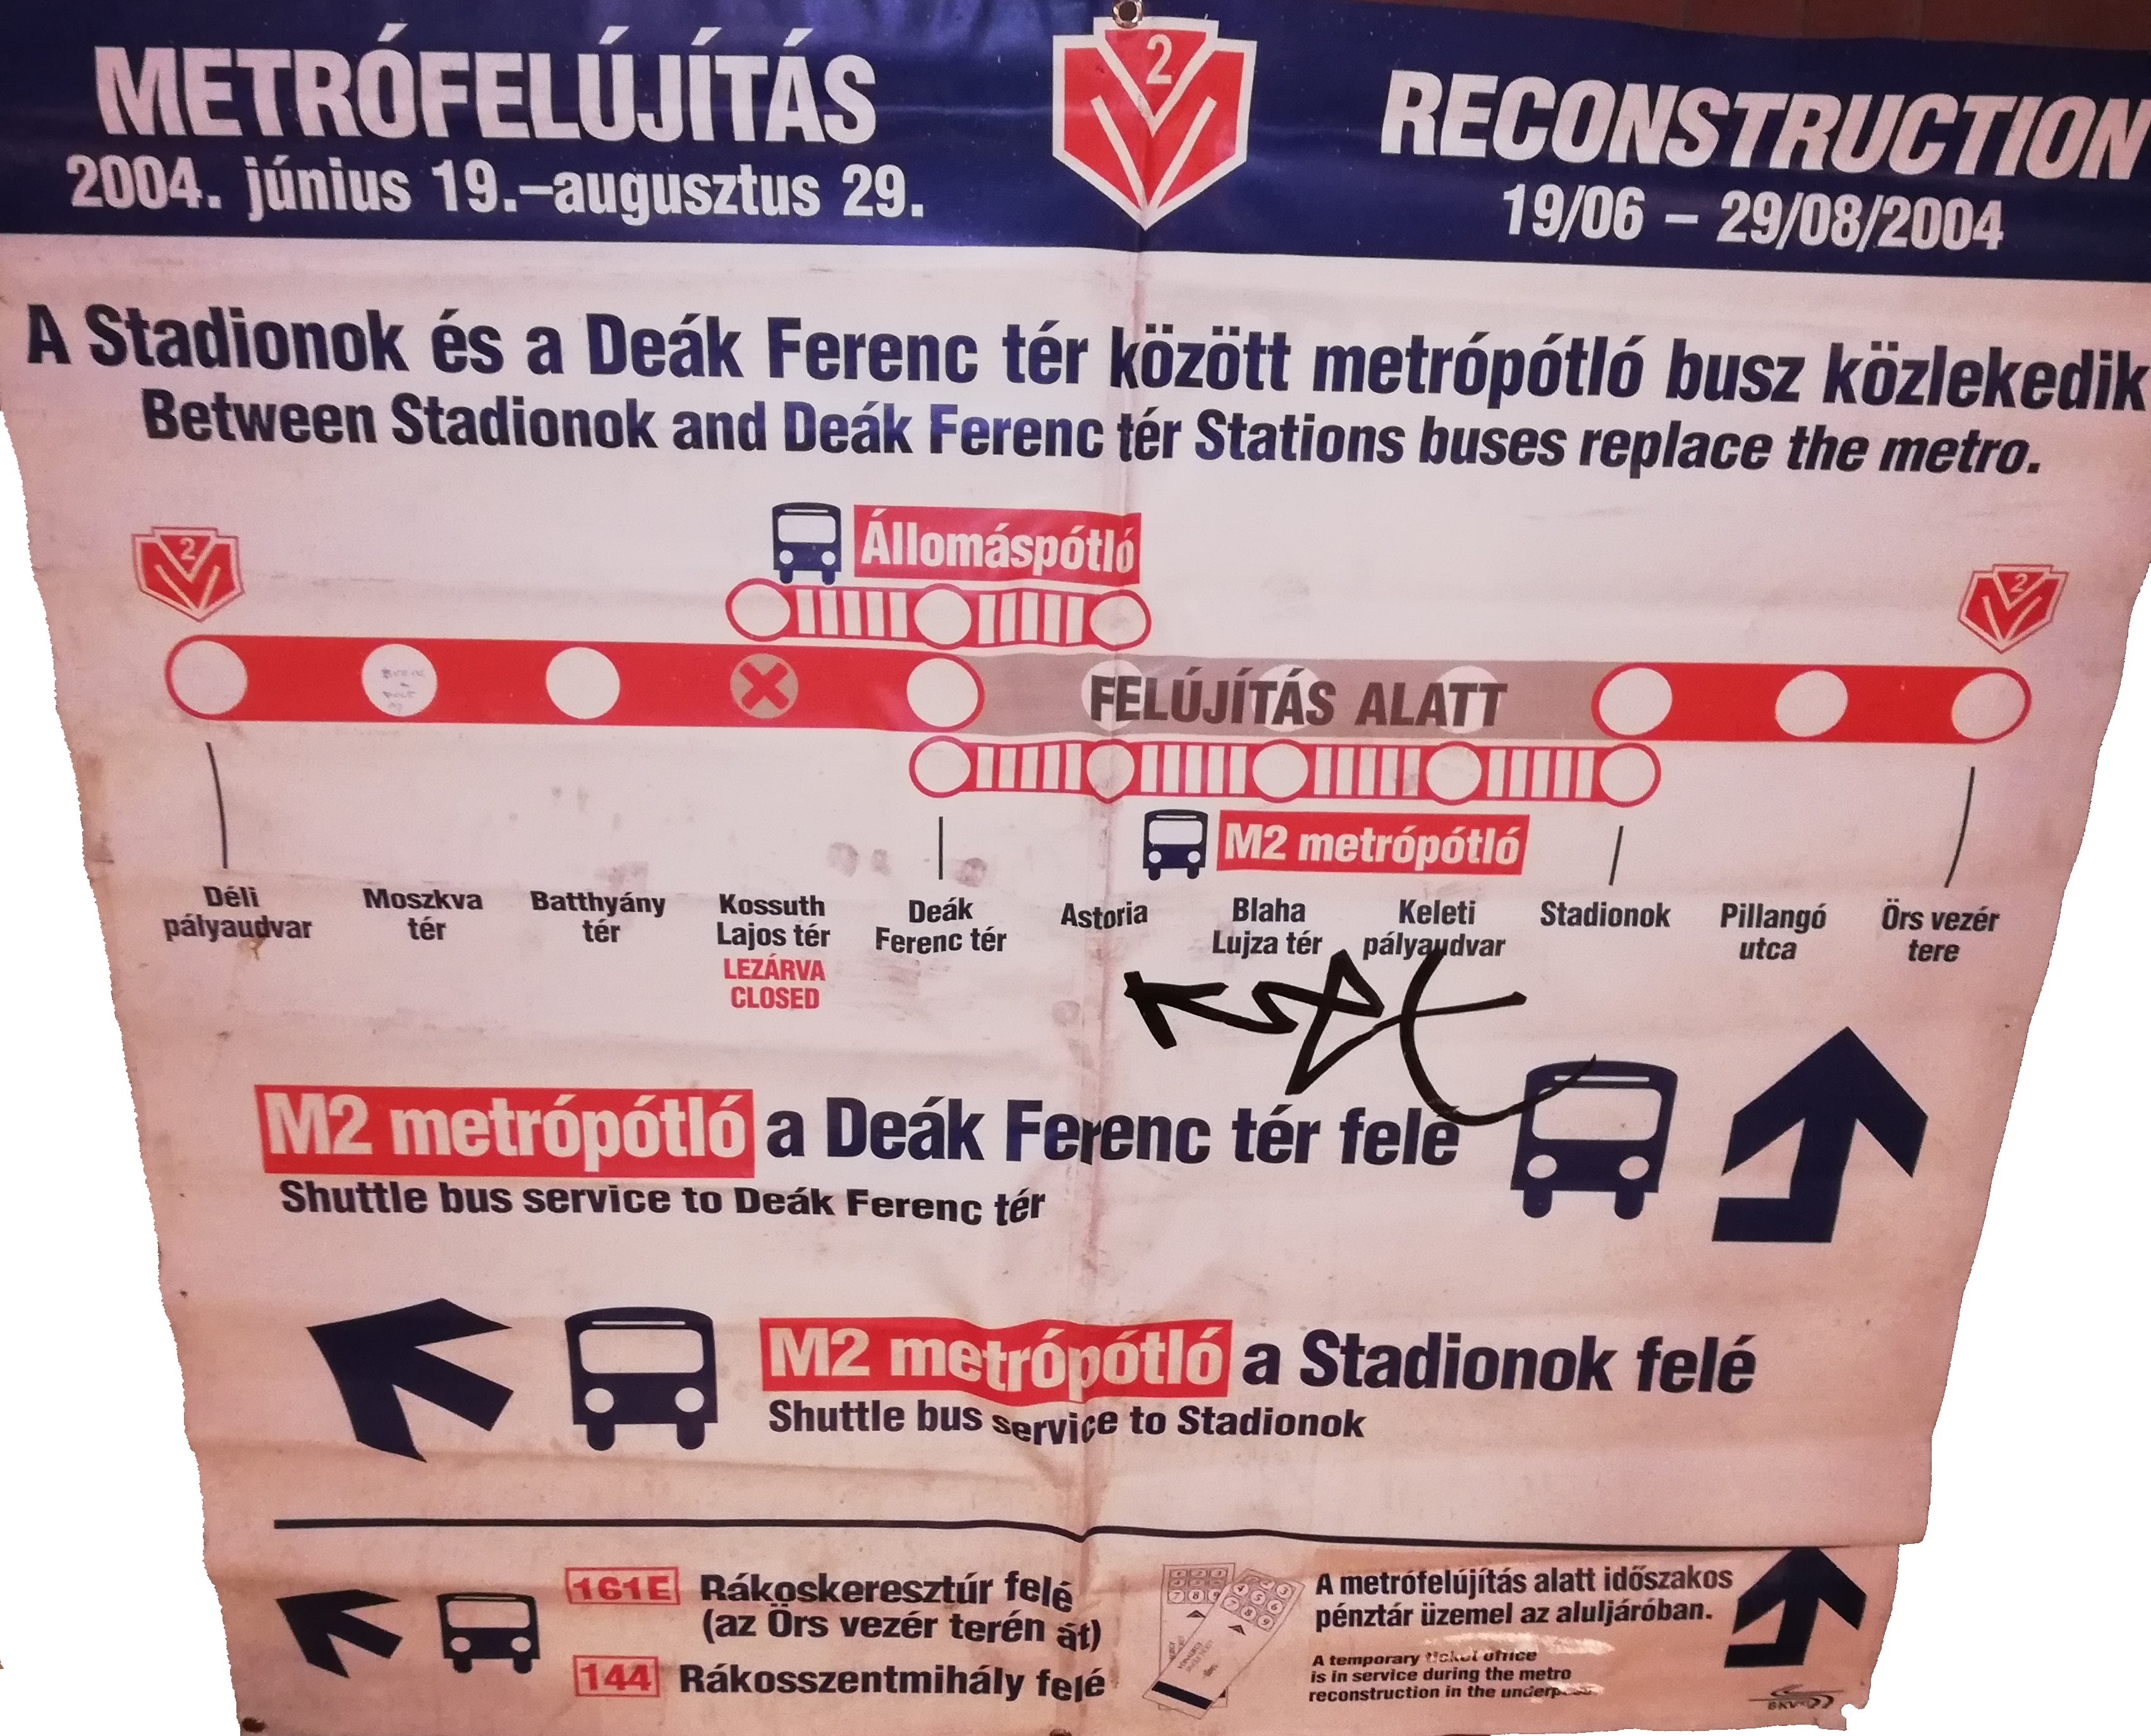 METRÓFELÚJÍTÁS
2004. június 19.–augusztus 29.
2
RECONSTRUCTION
19/06 – 29/08/2004
A Stadionok és a Deák Ferenc tér között metrópótló busz közlekedik
Between Stadionok and Deák Ferenc tér Stations buses replace the metro.
Állomáspótló
2
2
FELÚJÍTÁS ALATT
M2 metrópótló
Déli
pályaudvar
Moszkva
tér
Batthyány
tér
Kossuth
Lajos tér
LEZÁRVA
CLOSED
Deák
Ferenc tér
Astoria
Blaha
Lujza tér
Keleti
pályaudvar
Stadionok
Pillangó
utca
Örs vezér
tere
M2 metrópótló a Deák Ferenc tér felé
Shuttle bus service to Deák Ferenc tér
M2 metrópótló a Stadionok felé
Shuttle bus service to Stadionok
161E Rákoskeresztúr felé
(az Örs vezér terén át)
144 Rákosszentmihály felé
A metrófelújítás alatt időszakos
pénztár üzemel az aluljáróban.
A temporary ticket office
is in service during the metro
reconstruction in the
BKV